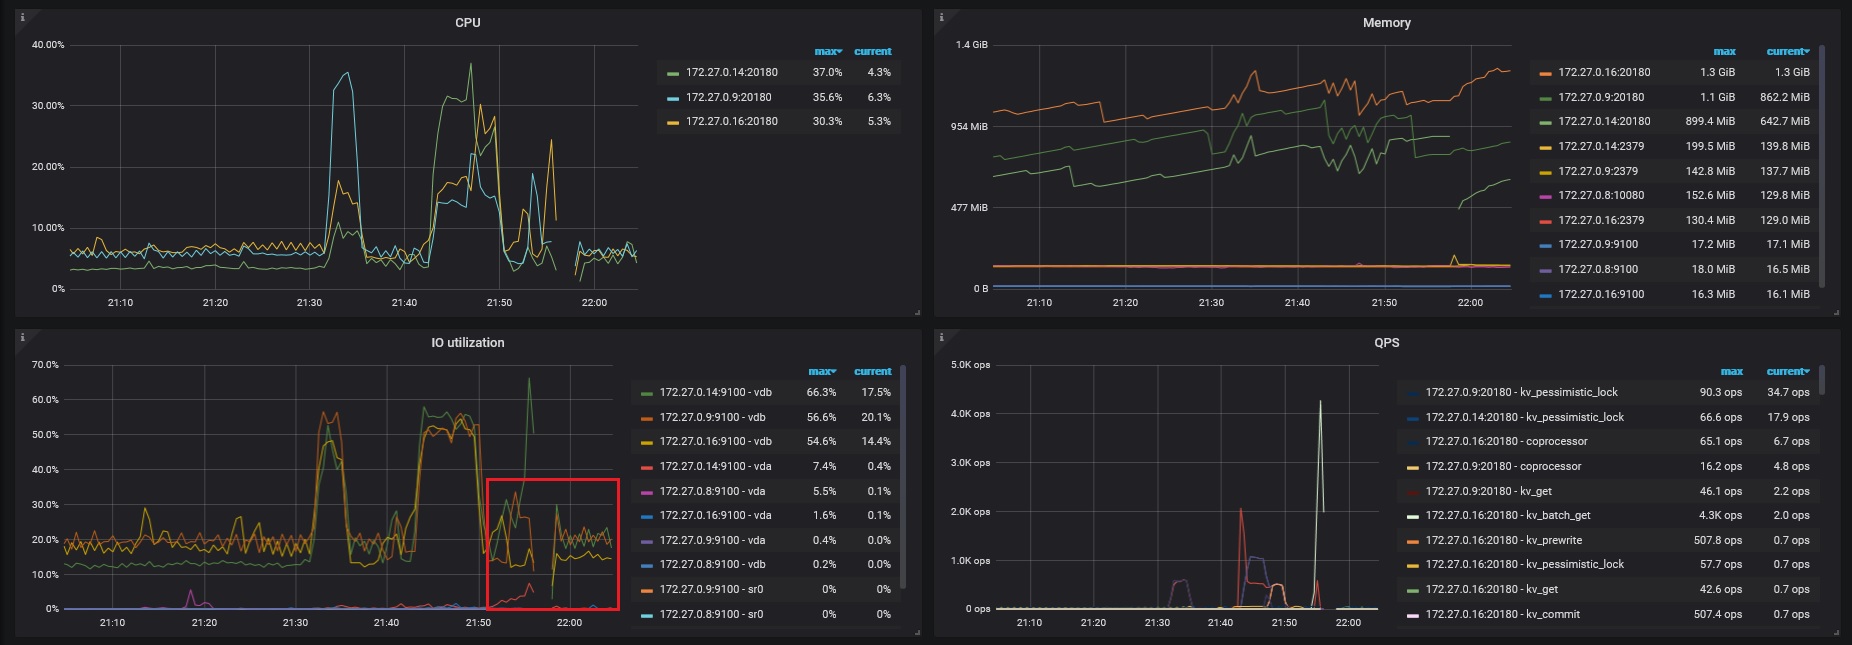 CPU
40.00%
30.00%
20.00%
10.00%
0%
21:10 21:20 21:30 21:40 21:50 22:00
max current
172.27.0.14:20180 37.0% 4.3%
172.27.0.9:20180 35.6% 6.3%
172.27.0.16:20180 30.3% 5.3%
Memory
1.4 GiB
954 MiB
477 MiB
0 B
21:10 21:20 21:30 21:40 21:50 22:00
max current
172.27.0.16:20180 1.3 GiB 1.3 GiB
172.27.0.9:20180 1.1 GiB 862.2 MiB
172.27.0.14:20180 899.4 MiB 642.7 MiB
172.27.0.14:2379 199.5 MiB 139.8 MiB
172.27.0.9:2379 142.8 MiB 137.7 MiB
172.27.0.8:10080 152.6 MiB 129.8 MiB
172.27.0.16:2379 130.4 MiB 129.0 MiB
172.27.0.9:9100 17.2 MiB 17.1 MiB
172.27.0.8:9100 18.0 MiB 16.5 MiB
172.27.0.16:9100 16.3 MiB 16.1 MiB
IO utilization
70.0%
60.0%
50.0%
40.0%
30.0%
20.0%
10.0%
0%
21:10 21:20 21:30 21:40 21:50 22:00
max current
172.27.0.14:9100 - vdb 66.3% 17.5%
172.27.0.9:9100 - vdb 56.6% 20.1%
172.27.0.16:9100 - vdb 54.6% 14.4%
172.27.0.14:9100 - vda 7.4% 0.4%
172.27.0.8:9100 - vda 5.5% 0.1%
172.27.0.16:9100 - vda 1.6% 0.1%
172.27.0.9:9100 - vda 0.4% 0.0%
172.27.0.8:9100 - vdb 0.2% 0.0%
172.27.0.9:9100 - sr0 0% 0%
172.27.0.8:9100 - sr0 0% 0%
QPS
5.0K ops
4.0K ops
3.0K ops
2.0K ops
1.0K ops
0 ops
21:10 21:20 21:30 21:40 21:50 22:00
max current
172.27.0.9:20180 - kv_pessimistic_lock 90.3 ops 34.7 ops
172.27.0.14:20180 - kv_pessimistic_lock 66.6 ops 17.9 ops
172.27.0.16:20180 - coprocessor 65.1 ops 6.7 ops
172.27.0.9:20180 - coprocessor 16.2 ops 4.8 ops
172.27.0.9:20180 - kv_get 46.1 ops 2.2 ops
172.27.0.16:20180 - kv_batch_get 4.3K ops 2.0 ops
172.27.0.16:20180 - kv_prewrite 507.8 ops 0.7 ops
172.27.0.16:20180 - kv_pessimistic_lock 57.7 ops 0.7 ops
172.27.0.16:20180 - kv_get 42.6 ops 0.7 ops
172.27.0.16:20180 - kv_commit 507.4 ops 0.7 ops